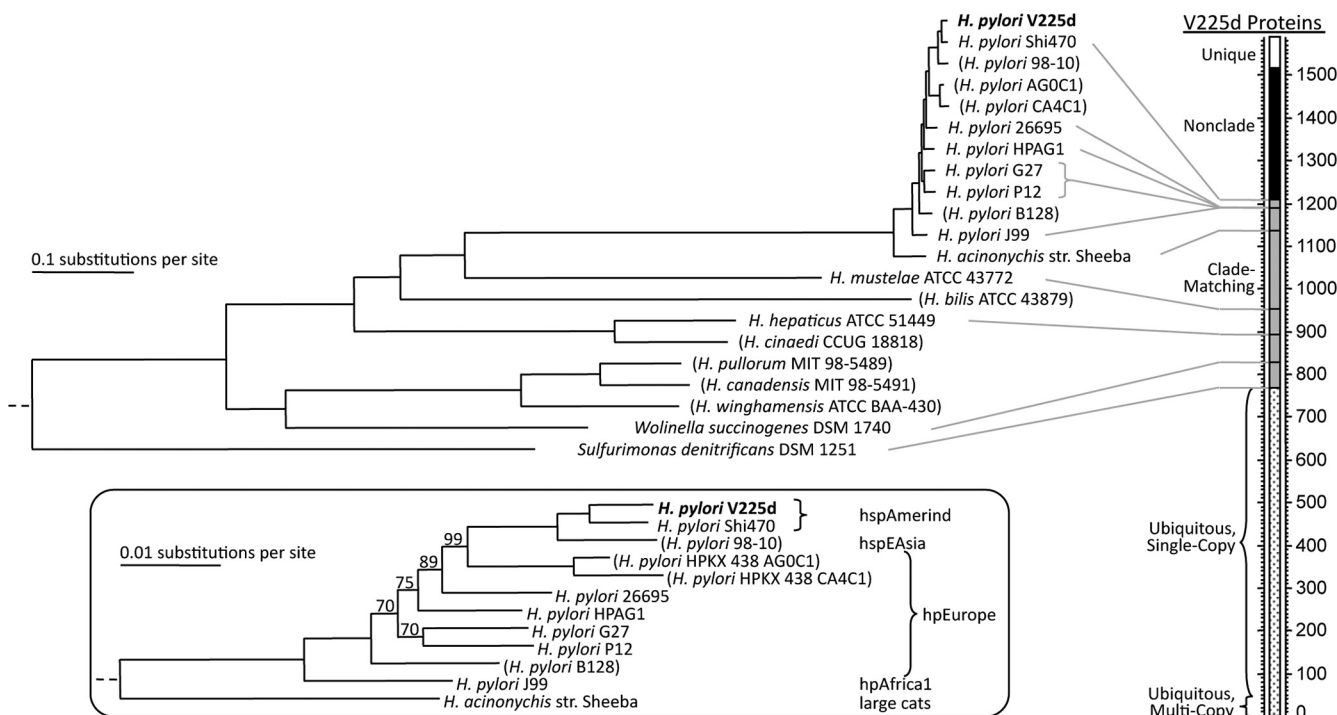 H. pylori V225d
H. pylori Shi470
(H. pylori 98-10)
(H. pylori AG0C1)
(H. pylori CA4C1)
H. pylori 26695
H. pylori HPAG1
H. pylori G27
H. pylori P12
(H. pylori B128)
H. pylori J99
H. acinonychis str. Sheeba
H. mustelae ATCC 43772
(H. bilis ATCC 43879)
H. hepaticus ATCC 51449
(H. cinaedi CCUG 18818)
(H. pullorum MIT 98-5489)
(H. canadensis MIT 98-5491)
(H. winghamensis ATCC BAA-430)
Wolinella succinogenes DSM 1740
Sulfurimonas denitrificans DSM 1251
0.1 substitutions per site
V225d Proteins
Unique
Nonclade
Clade-
Matching
Ubiquitous,
Single-Copy
Ubiquitous,
Multi-Copy
1500
1400
1300
1200
1100
1000
900
800
700
600
500
400
300
200
100
0
0.01 substitutions per site
99
89
75
70
70
H. pylori V225d
H. pylori Shi470
(H. pylori 98-10)
(H. pylori HPKX 438 AG0C1)
(H. pylori HPKX 438 CA4C1)
H. pylori 26695
H. pylori HPAG1
H. pylori G27
H. pylori P12
(H. pylori B128)
H. pylori J99
H. acinonychis str. Sheeba
hspAmerind
hspEAsia
hpEurope
hpAfrica1
large cats